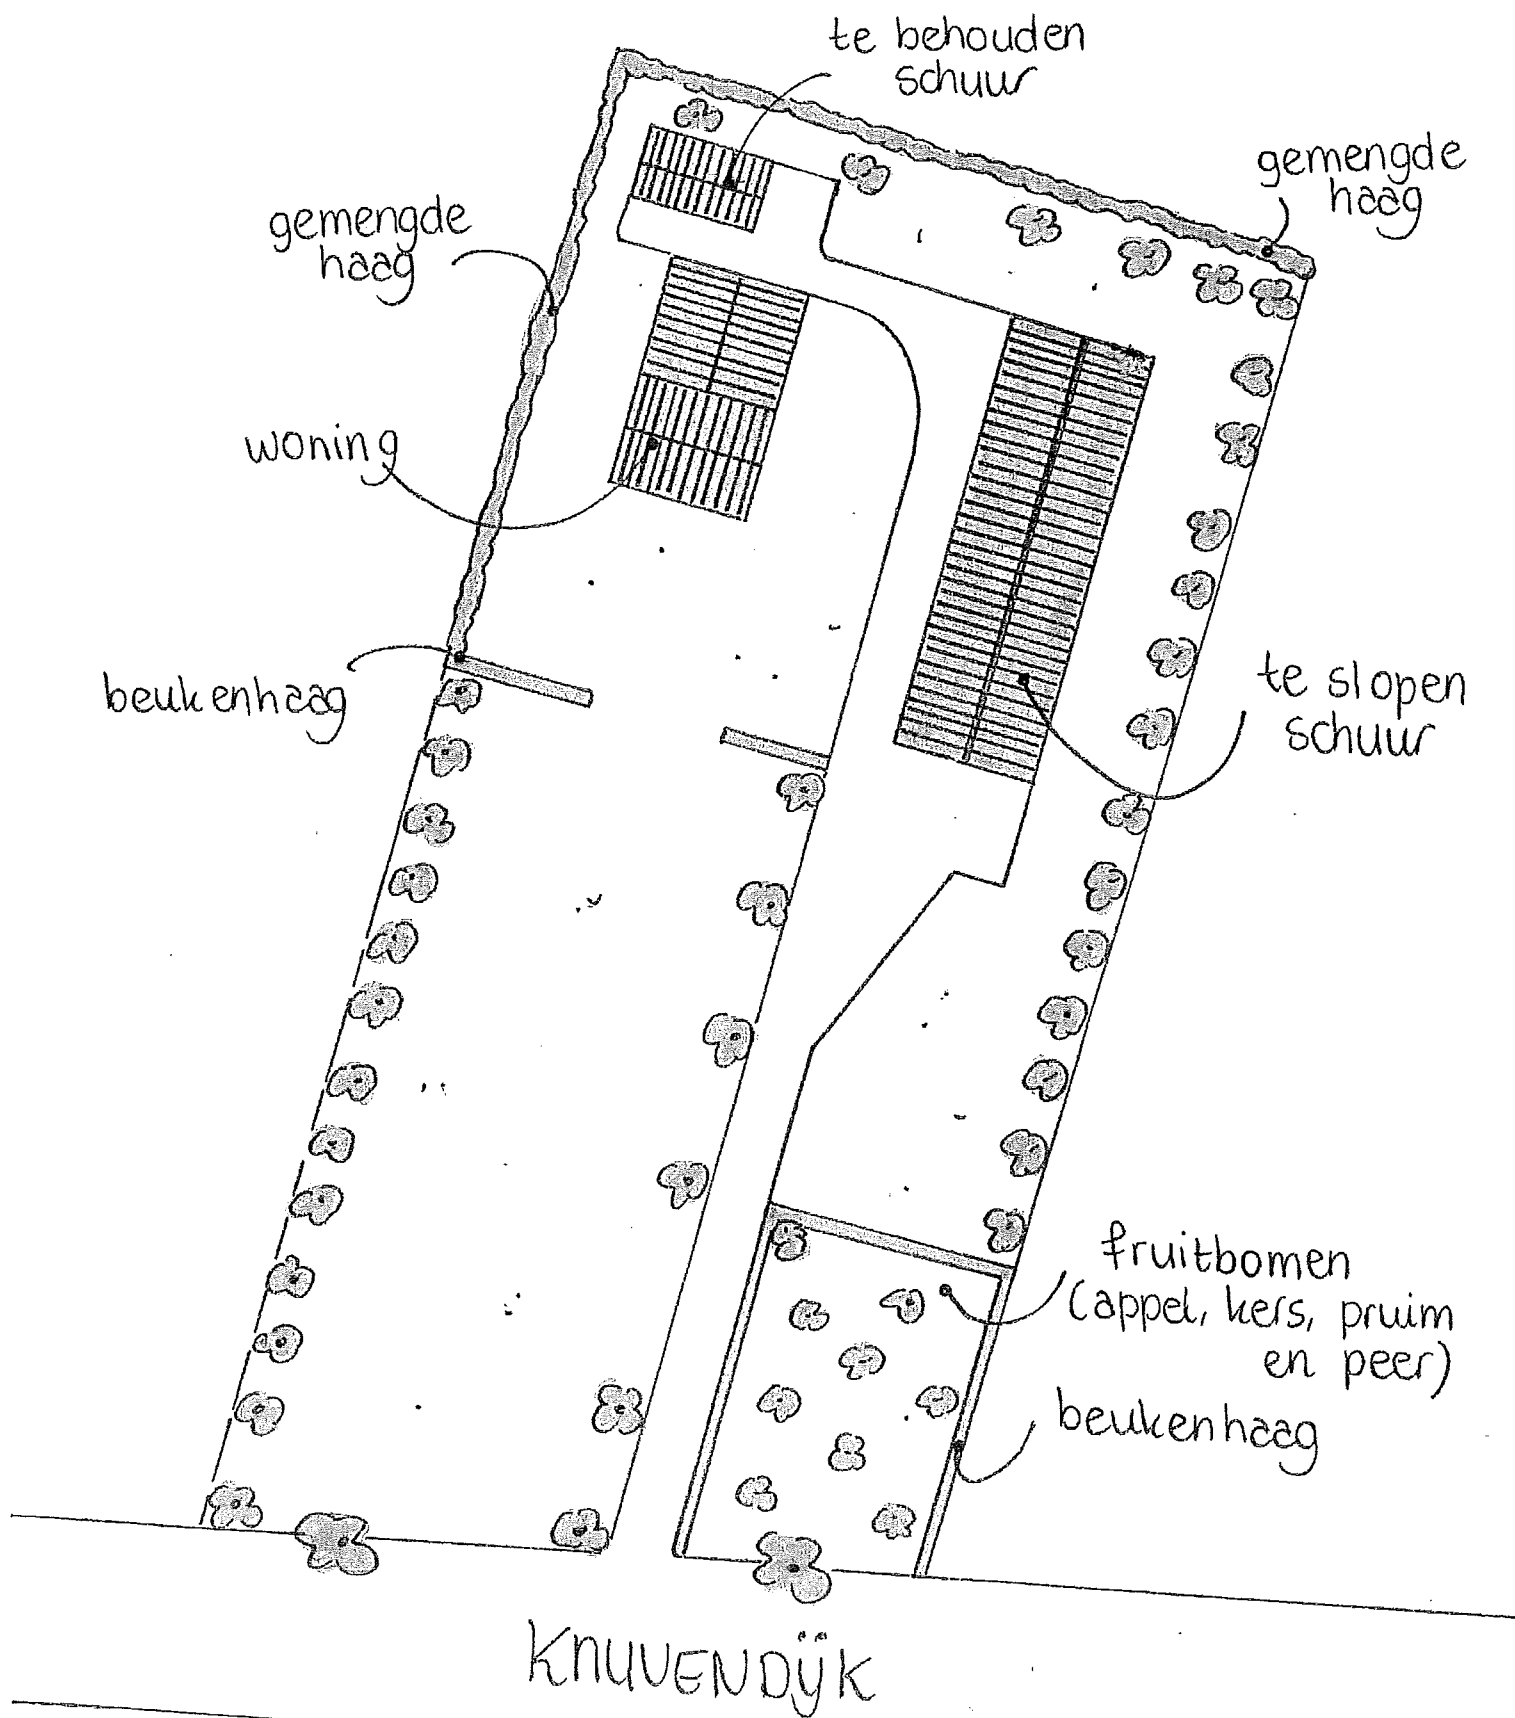 te behouden
schuur
gemengde
haag
gemengde
haag
woning
beukenhaag
te slopen
schuur
fruitbomen
(appel, kers, pruim
en peer)
beukenhaag
KNUVENDIJK